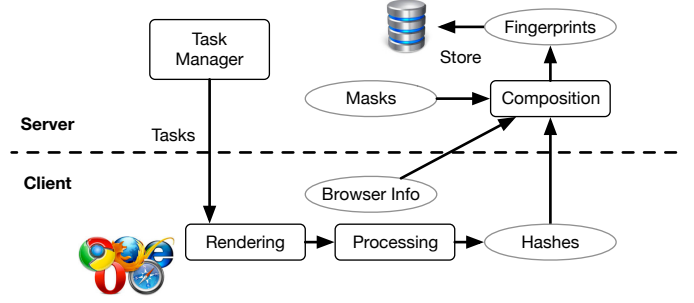 Task
Manager
Fingerprints
Store
Masks
Composition
Server
Tasks
Client
Browser Info
Rendering
Processing
Hashes